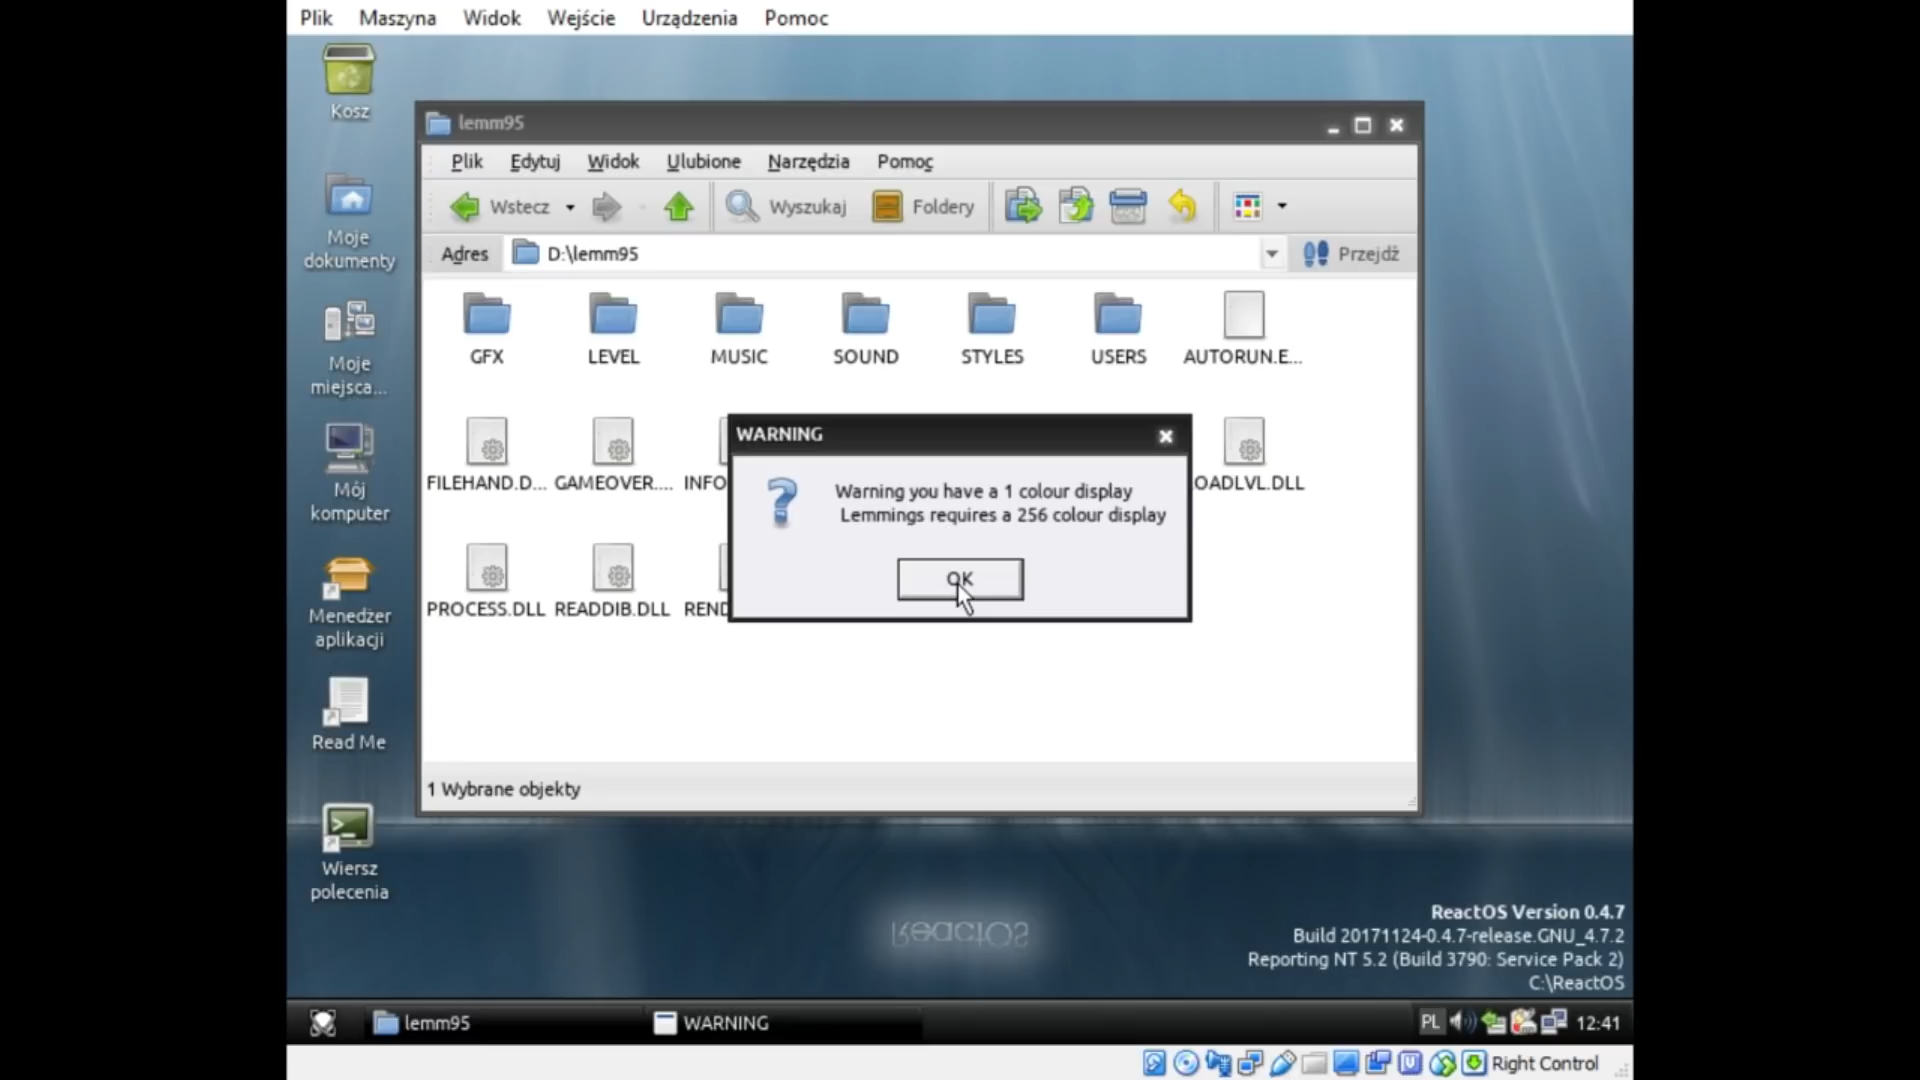 Plik Maszyna Widok Wejście Urządzenia Pomoc
Kosz
Moje
dokumenty
Moje
miejsca...
Mój
komputer
Menedżer
aplikacji
Read Me
Wiersz
polecenia
lemm95
Plik Edytuj Widok Ulubione Narzędzia Pomoc
Wstecz Wyszukaj Foldery
Adres D:\lemm95 Przejdź
GFX LEVEL MUSIC SOUND STYLES USERS AUTORUN.E...
FILEHAND.D... GAMEOVER.... INFO OADLVL.DLL
PROCESS.DLL READDIB.DLL REND
WARNING
Warning you have a 1 colour display
Lemmings requires a 256 colour display
OK
1 Wybrane objekty
ReactOS
ReactOS Version 0.4.7
Build 20171124-0.4.7-release.GNU_4.7.2
Reporting NT 5.2 (Build 3790: Service Pack 2)
C:\ReactOS
lemm95 WARNING PL 12:41
Right Control